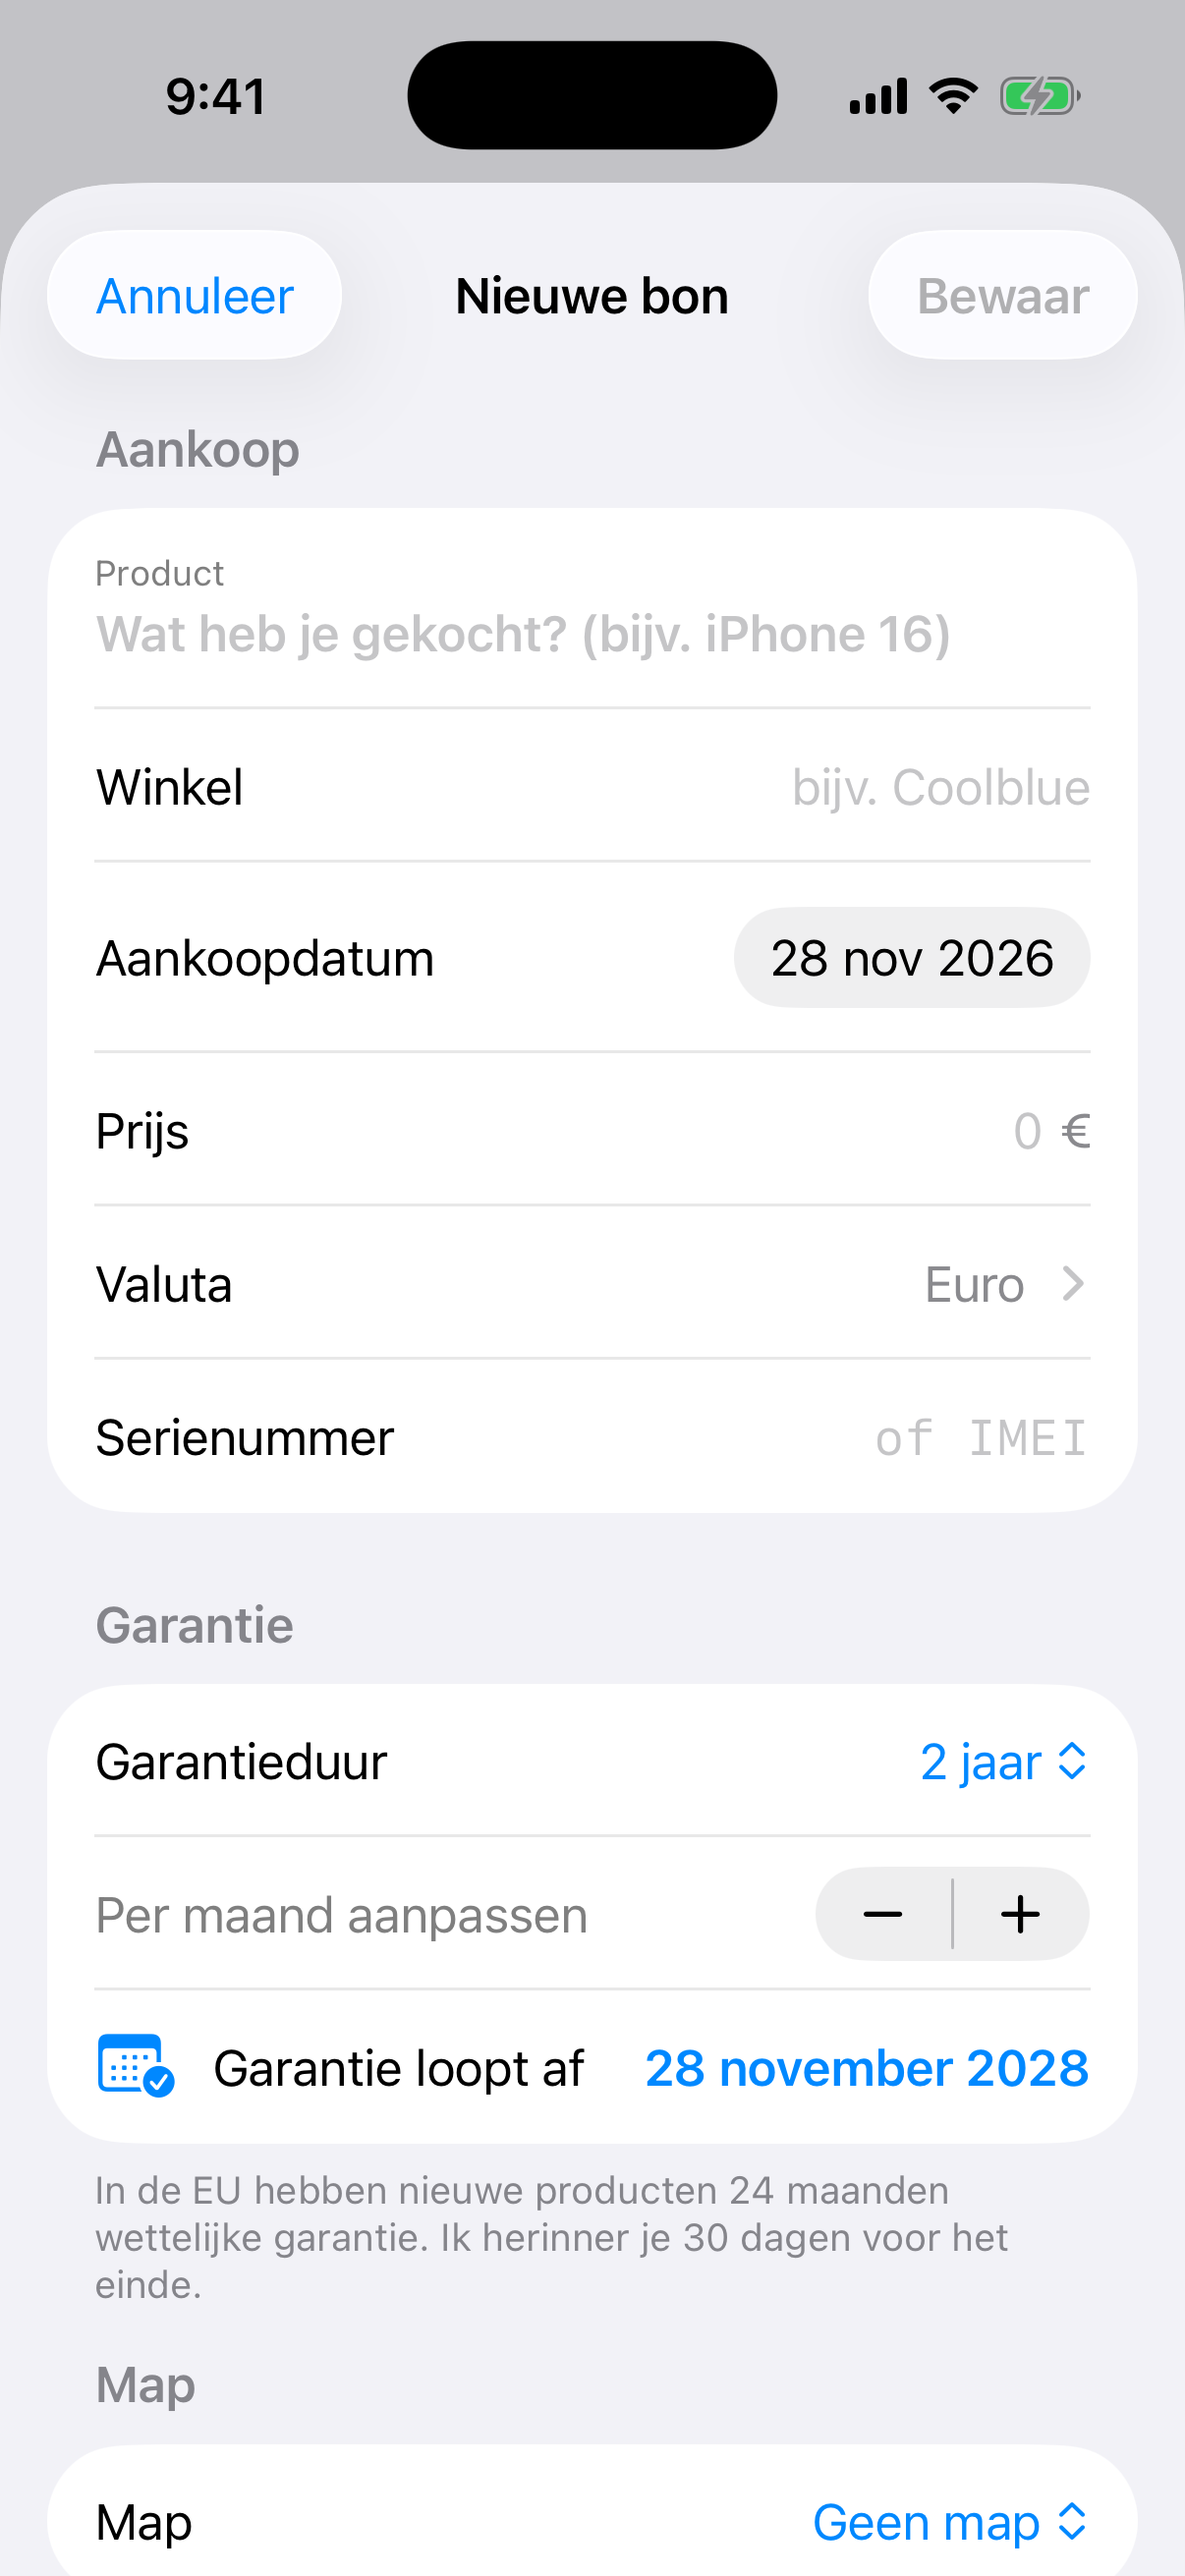 9:41
Annuleer
Nieuwe bon
Bewaar
Aankoop
Product
Wat heb je gekocht? (bijv. iPhone 16)
Winkel bijv. Coolblue
Aankoopdatum 28 nov 2026
Prijs 0 €
Valuta Euro
Serienummer of IMEI
Garantie
Garantieduur 2 jaar
Per maand aanpassen − +
Garantie loopt af 28 november 2028
In de EU hebben nieuwe producten 24 maanden
wettelijke garantie. Ik herinner je 30 dagen voor het
einde.
Map
Map Geen map